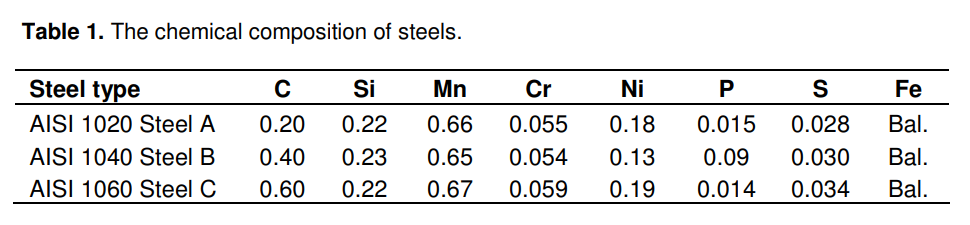 Table 1. The chemical composition of steels.
Steel type C Si Mn Cr Ni P S Fe
AISI 1020 Steel A 0.20 0.22 0.66 0.055 0.18 0.015 0.028 Bal.
AISI 1040 Steel B 0.40 0.23 0.65 0.054 0.13 0.09 0.030 Bal.
AISI 1060 Steel C 0.60 0.22 0.67 0.059 0.19 0.014 0.034 Bal.